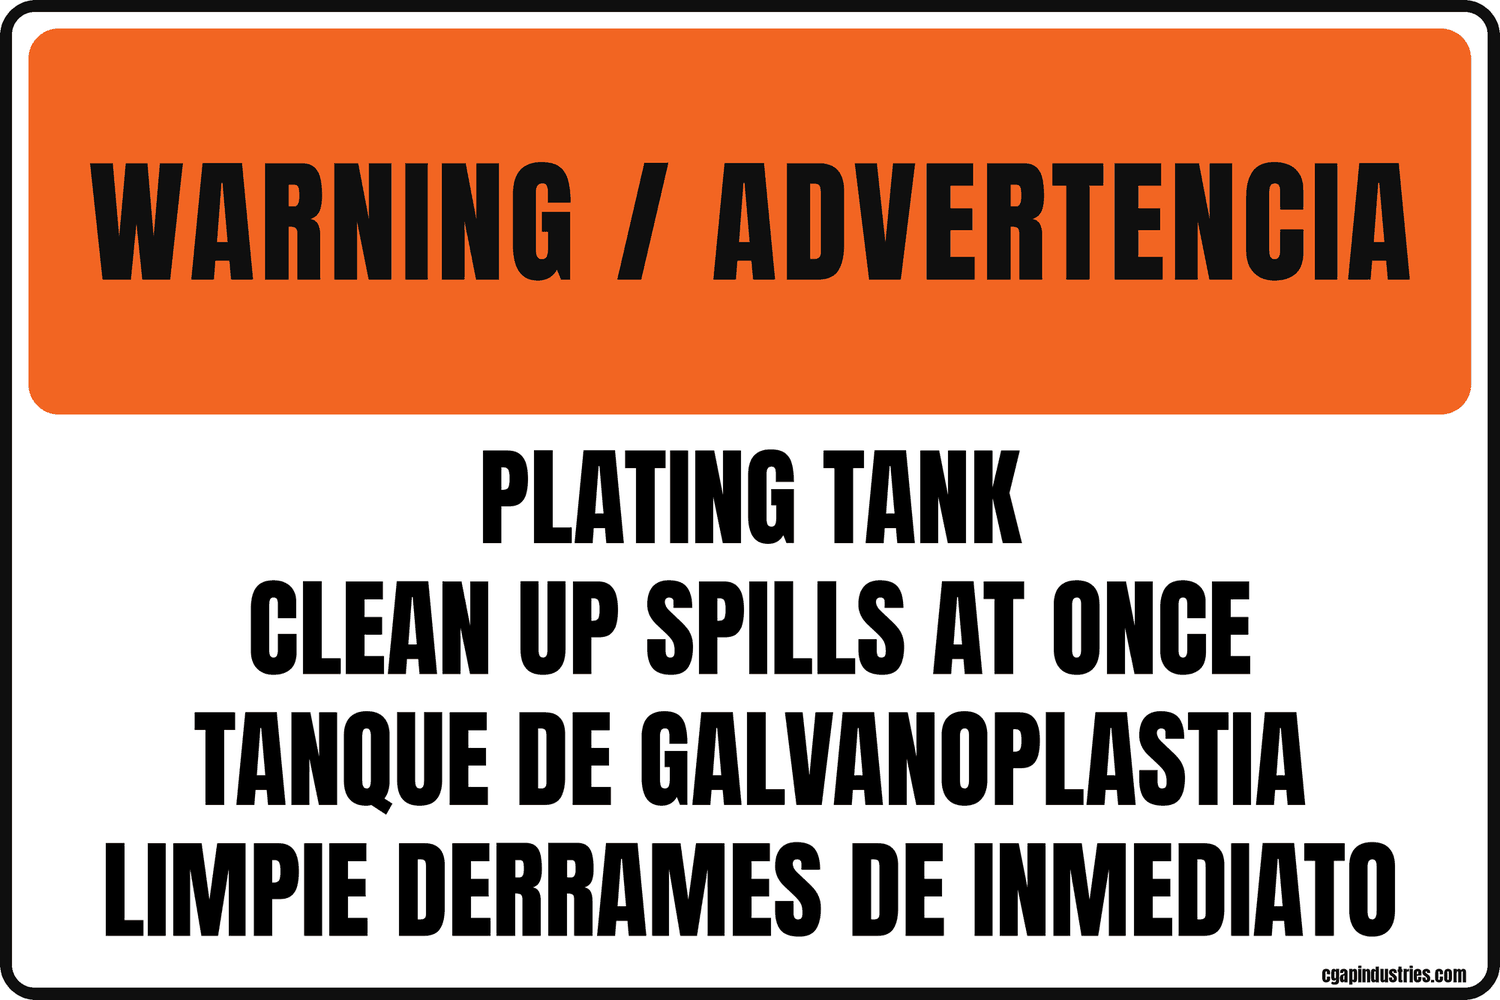 WARNING / ADVERTENCIA
PLATING TANK
CLEAN UP SPILLS AT ONCE
TANQUE DE GALVANOPLASTIA
LIMPIE DERRAMES DE INMEDIATO
cgapindustries.com